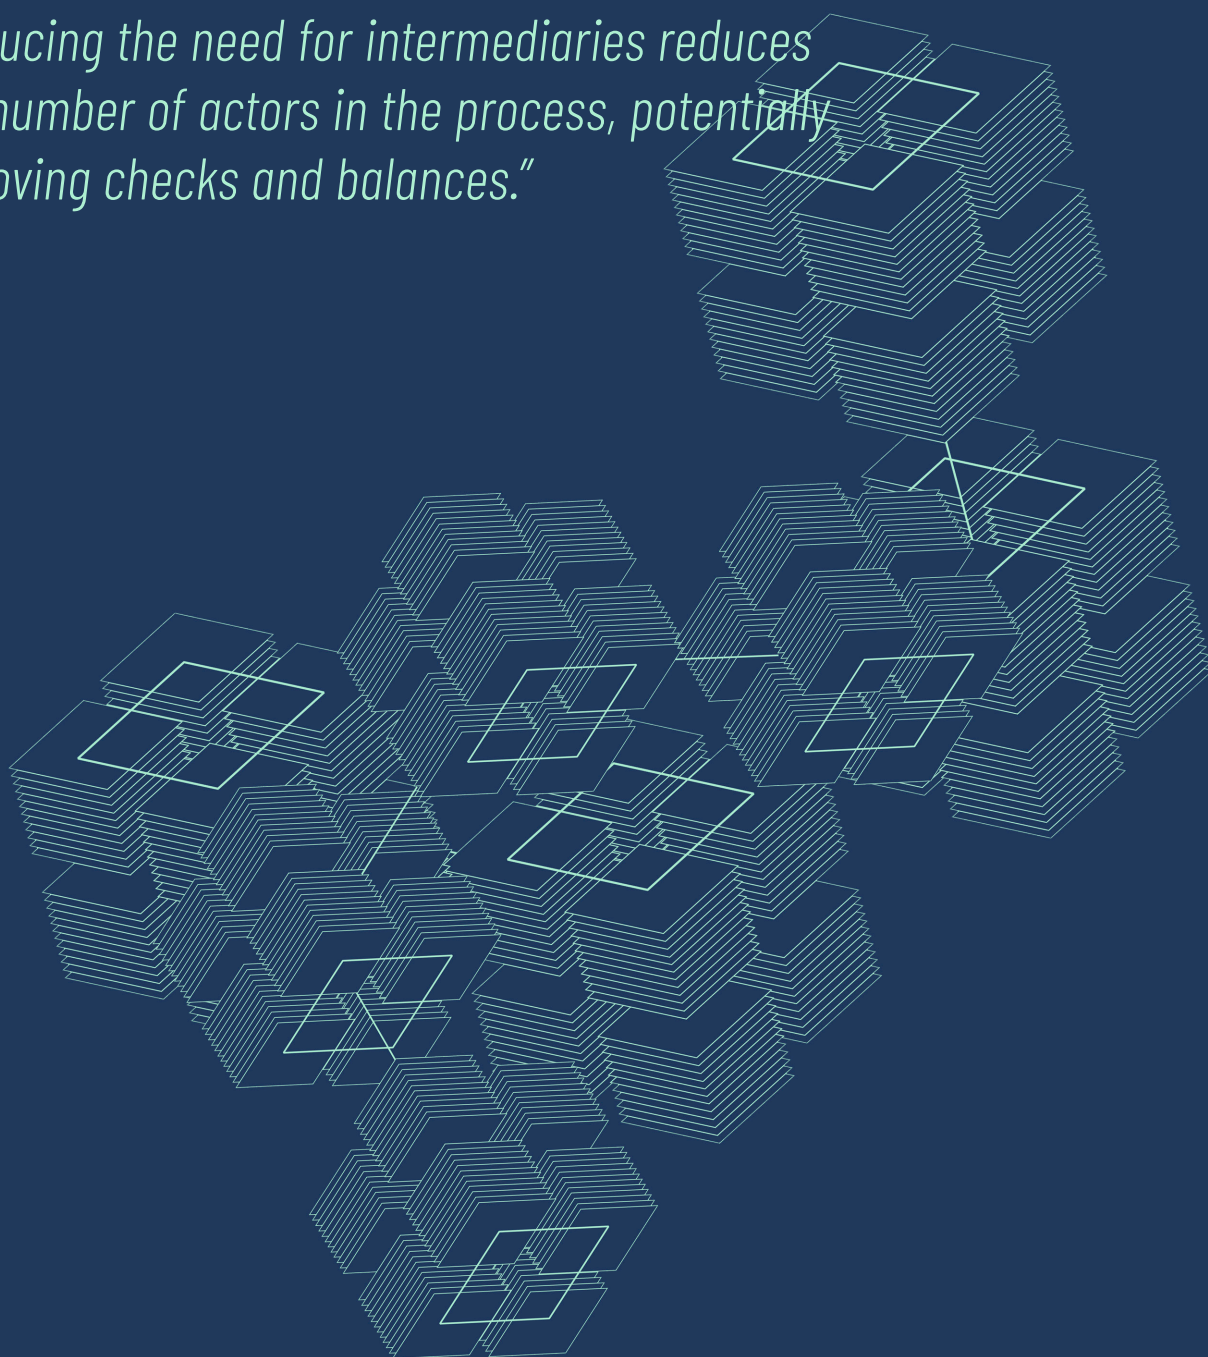 ucing the need for intermediaries reduces
number of actors in the process, potentially
oving checks and balances.”